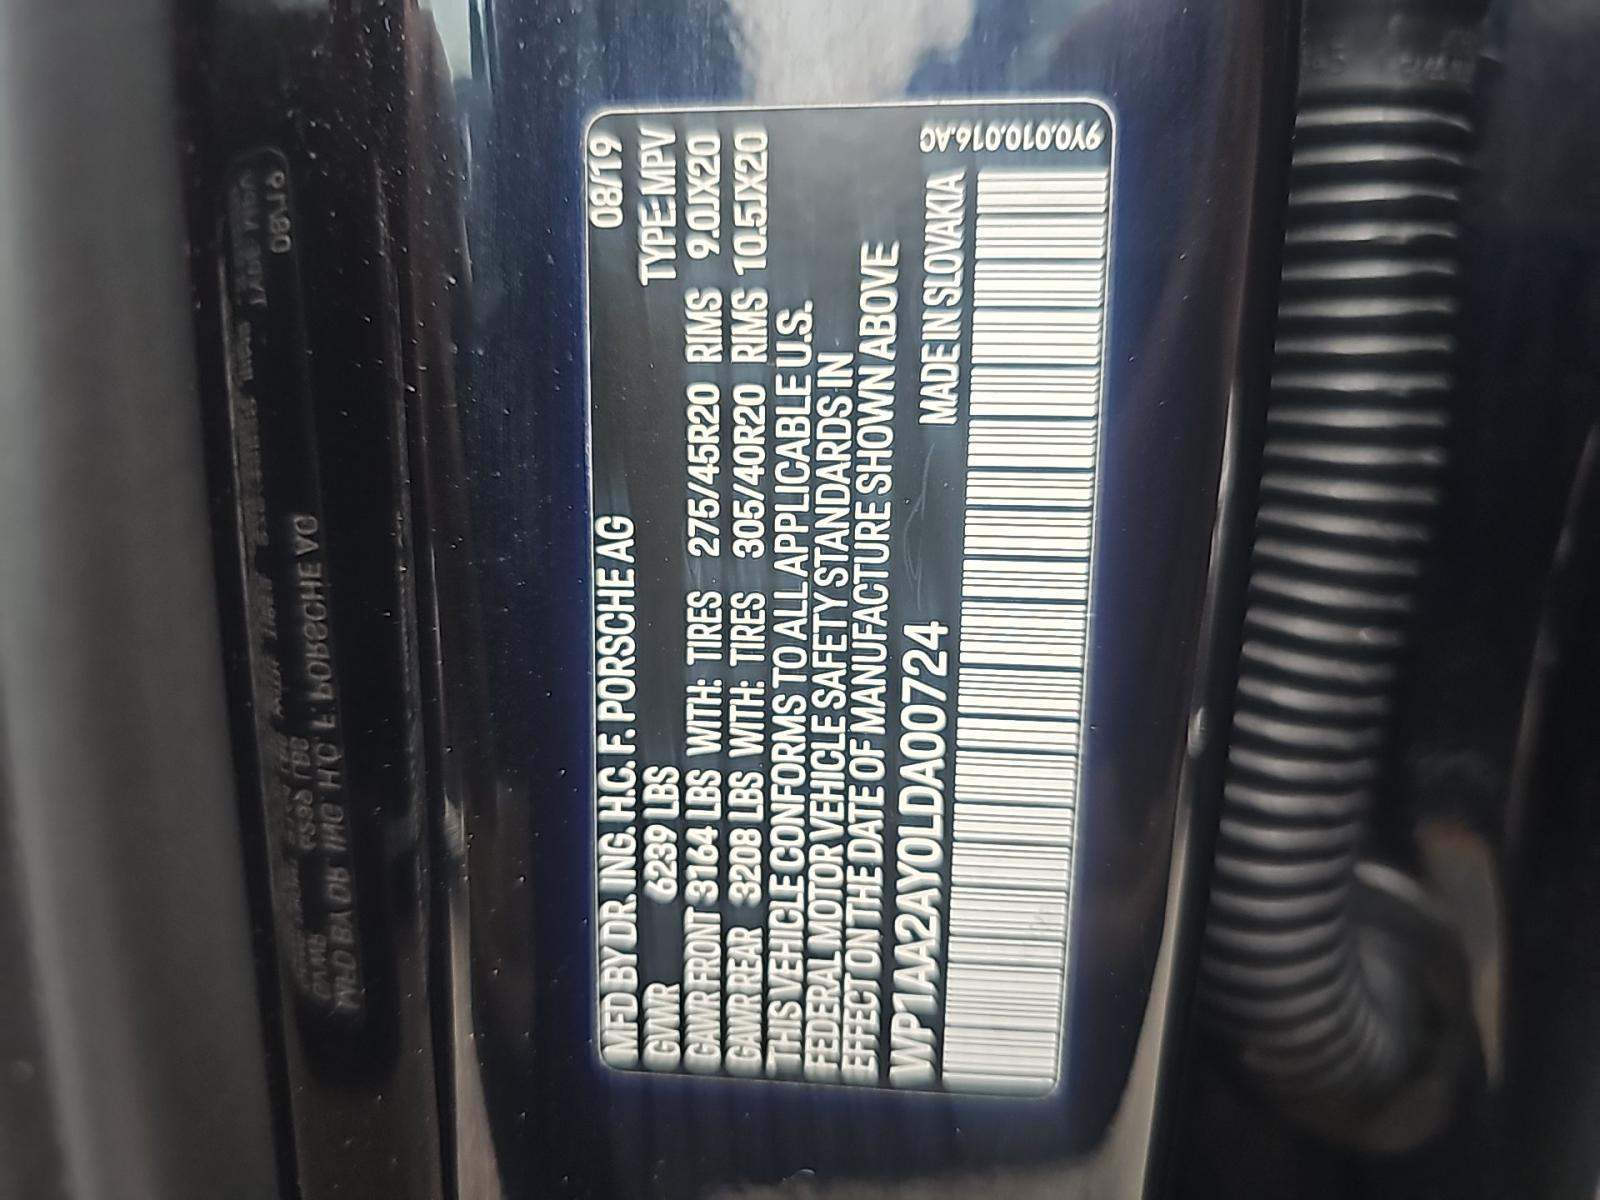 MFD BY DR. ING. H.C. F. PORSCHE AG 08/19
GVWR 6239 LBS TYPE: MPV
GAWR FRONT 3164 LBS WITH: TIRES 275/45R20 RIMS 9.0JX20
GAWR REAR 3208 LBS WITH: TIRES 305/40R20 RIMS 10.5JX20
THIS VEHICLE CONFORMS TO ALL APPLICABLE U.S.
FEDERAL MOTOR VEHICLE SAFETY STANDARDS IN
EFFECT ON THE DATE OF MANUFACTURE SHOWN ABOVE
WP1AA2AY0LDA00724 MADE IN SLOVAKIA
9Y0.010.016.AC